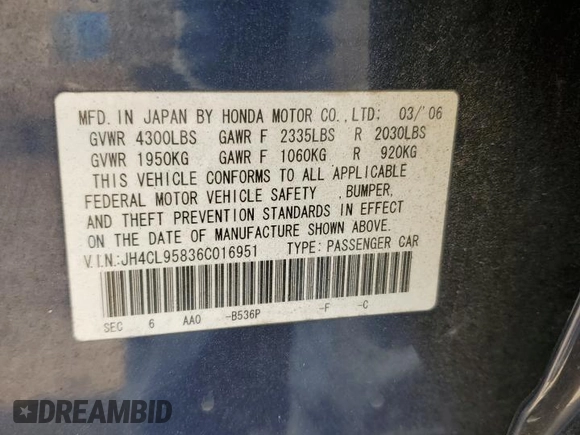 MFD. IN JAPAN BY HONDA MOTOR CO.,LTD: 03/'06
GVWR 4300LBS GAWR F 2335LBS R 2030LBS
GVWR 1950KG GAWR F 1060KG R 920KG
THIS VEHICLE CONFORMS TO ALL APPLICABLE
FEDERAL MOTOR VEHICLE SAFETY ,BUMPER,
AND THEFT PREVENTION STANDARDS IN EFFECT
ON THE DATE OF MANUFACTURE SHOWN ABOVE.
V.I.N:JH4CL95836C016951 TYPE: PASSENGER CAR
SEC 6 AAO -B536P -F -C
DREAMBID